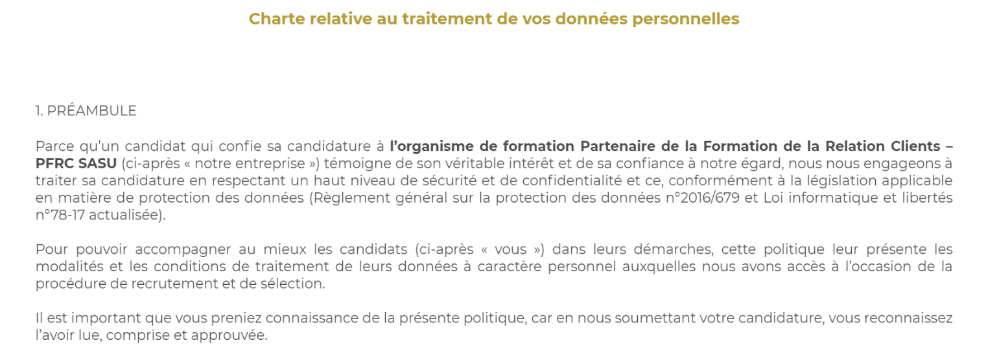 Charte relative au traitement de vos données personnelles
1. PRÉAMBULE
Parce qu’un candidat qui confie sa candidature à l’organisme de formation Partenaire de la Formation de la Relation Clients –
PFRC SASU (ci-après « notre entreprise ») témoigne de son véritable intérêt et de sa confiance à notre égard, nous nous engageons à
traiter sa candidature en respectant un haut niveau de sécurité et de confidentialité et ce, conformément à la législation applicable
en matière de protection des données (Règlement général sur la protection des données n°2016/679 et Loi informatique et libertés
n°78-17 actualisée).
Pour pouvoir accompagner au mieux les candidats (ci-après « vous ») dans leurs démarches, cette politique leur présente les
modalités et les conditions de traitement de leurs données à caractère personnel auxquelles nous avons accès à l’occasion de la
procédure de recrutement et de sélection.
Il est important que vous preniez connaissance de la présente politique, car en nous soumettant votre candidature, vous reconnaissez
l’avoir lue, comprise et approuvée.